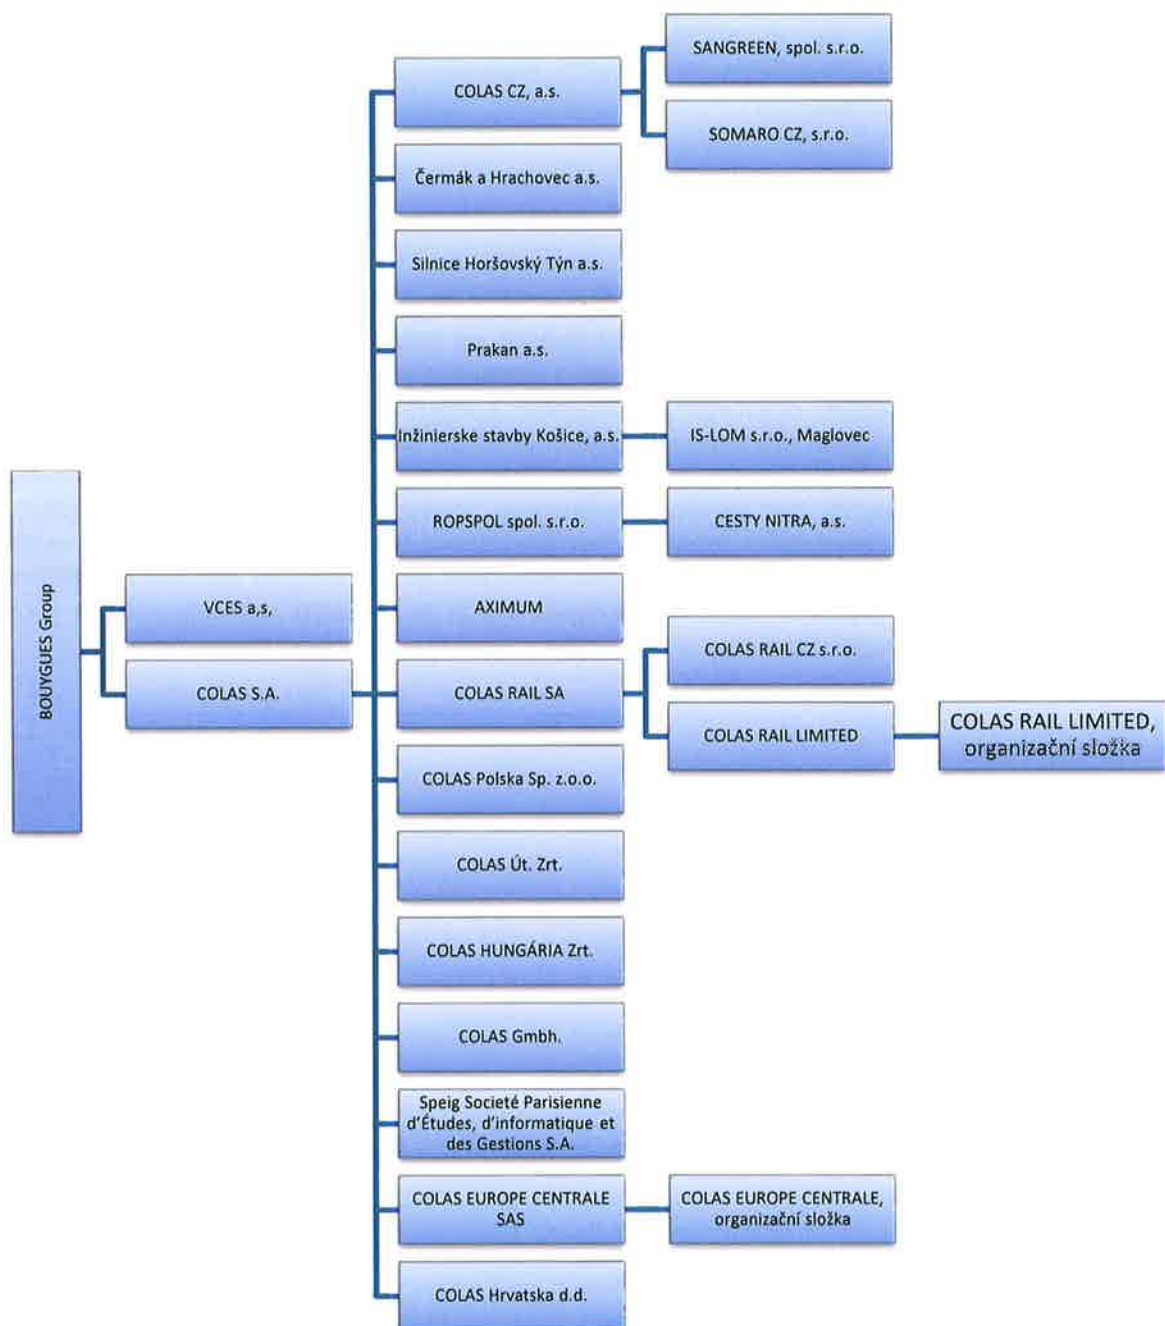 SANGREEN, spol. s.r.o.
COLAS CZ, a.s.
SOMARO CZ, s.r.o.
Čermák a Hrachovec a.s.
Silnice Horšovský Týn a.s.
Prakan a.s.
Inžinierske stavby Košice, a.s.
IS-LOM s.r.o., Maglovec
ROPSPOL spol. s.r.o.
CESTY NITRA, a.s.
BOUYGUES Group
VCES a,s,
AXIMUM
COLAS S.A.
COLAS RAIL SA
COLAS RAIL CZ s.r.o.
COLAS RAIL LIMITED
COLAS RAIL LIMITED,
organizační složka
COLAS Polska Sp. z.o.o.
COLAS Út. Zrt.
COLAS HUNGÁRIA Zrt.
COLAS Gmbh.
Speig Societé Parisienne
d'Études, d'informatique et
des Gestions S.A.
COLAS EUROPE CENTRALE
SAS
COLAS EUROPE CENTRALE,
organizační složka
COLAS Hrvatska d.d.